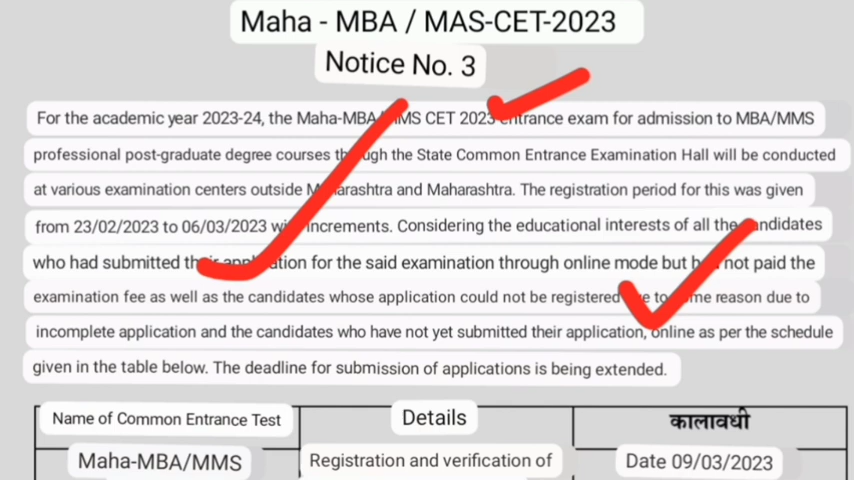 Maha - MBA / MAS-CET-2023
Notice No. 3
For the academic year 2023-24, the Maha-MBA/MMS CET 2023 entrance exam for admission to MBA/MMS
professional post-graduate degree courses through the State Common Entrance Examination Hall will be conducted
at various examination centers outside Maharashtra and Maharashtra. The registration period for this was given
from 23/02/2023 to 06/03/2023 with increments. Considering the educational interests of all the candidates
who had submitted their application for the said examination through online mode but had not paid the
examination fee as well as the candidates whose application could not be registered due to some reason due to
incomplete application and the candidates who have not yet submitted their application, online as per the schedule
given in the table below. The deadline for submission of applications is being extended.
Name of Common Entrance Test Details कालावधी
Maha-MBA/MMS Registration and verification of Date 09/03/2023